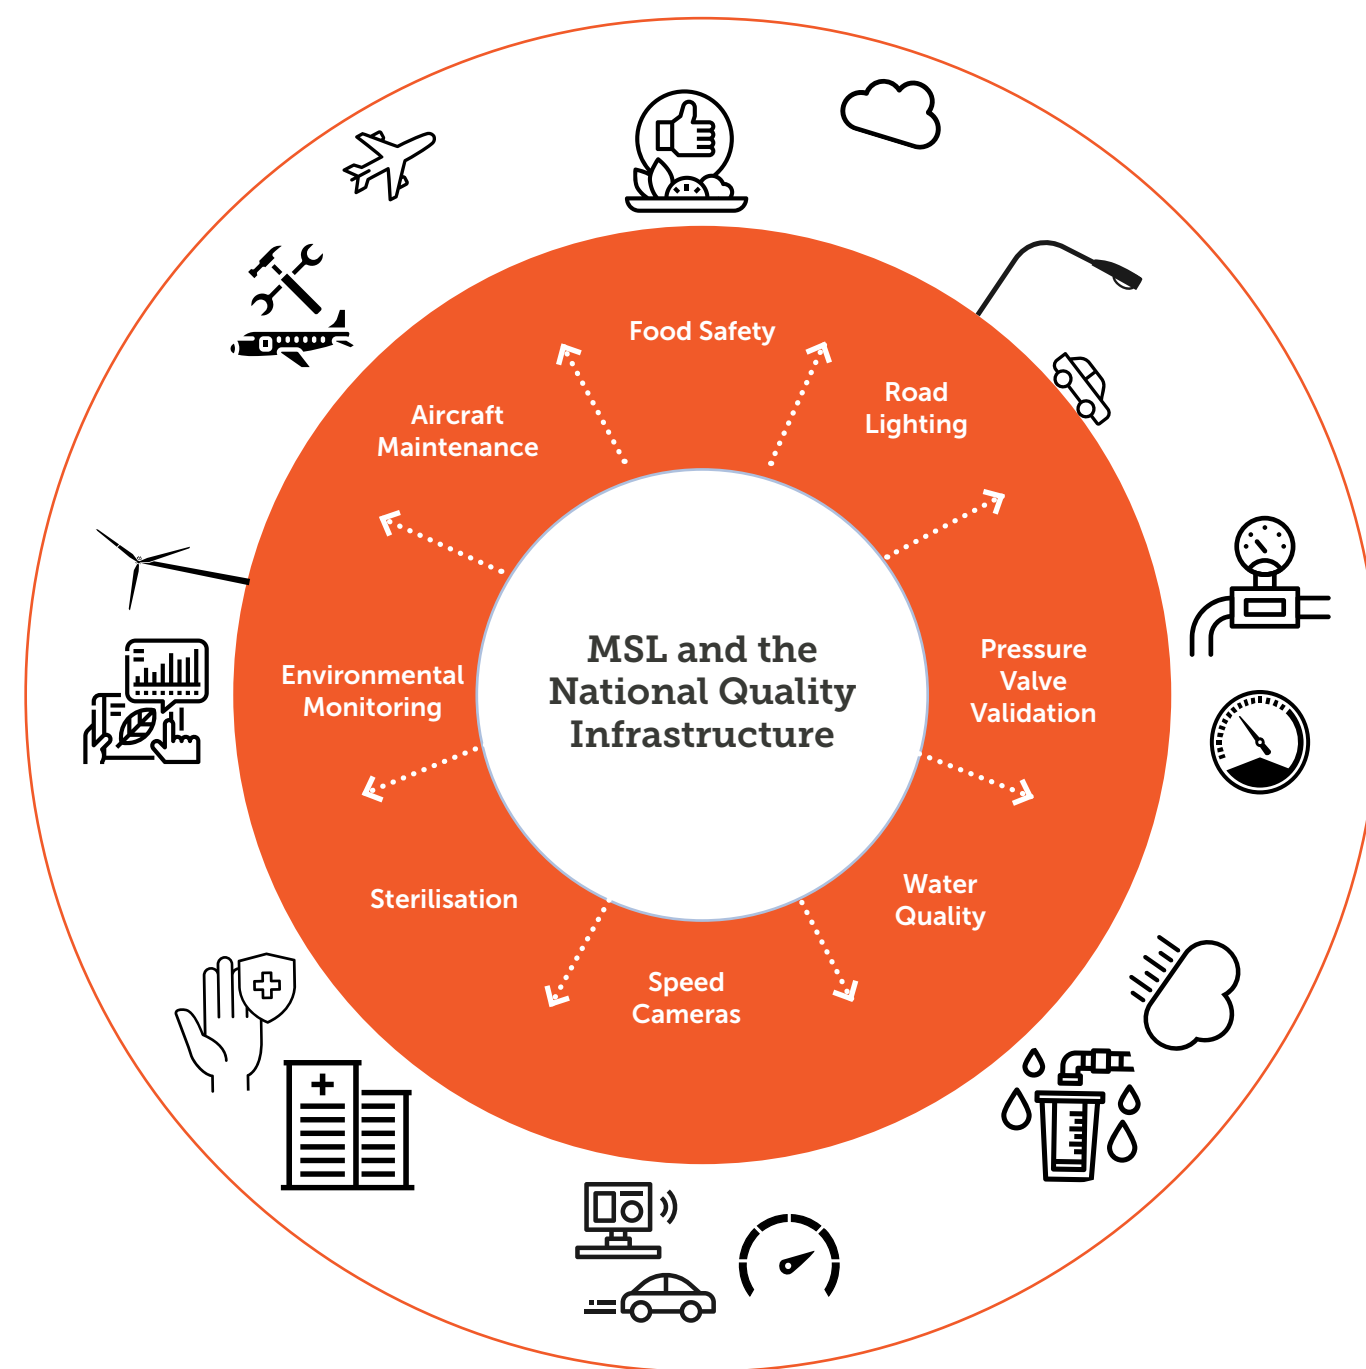 Food Safety
Road
Lighting
Aircraft
Maintenance
MSL and the
National Quality
Infrastructure
Pressure
Valve
Validation
Environmental
Monitoring
Water
Quality
Sterilisation
Speed
Cameras